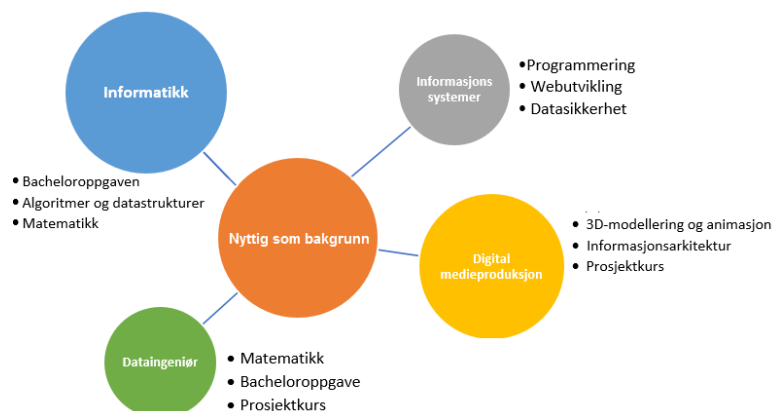 Informatikk
• Bacheloroppgaven
• Algoritmer og datastrukturer
• Matematikk
Informasjons
systemer
•Programmering
• Webutvikling
• Datasikkerhet
Nyttig som bakgrunn
Digital
medieproduksjon
• 3D-modellering og animasjon
• Informasjonsarkitektur
• Prosjektkurs
Dataingeniør
• Matematikk
• Bacheloroppgave
• Prosjektkurs